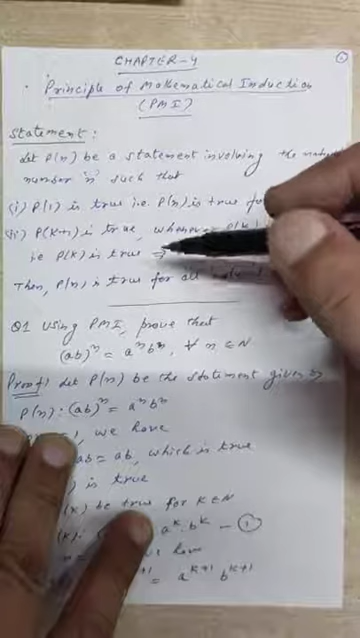 CHAPTER-4
①
Principle of Mathematical Induction
(PMI)
Statement:
Let P(n) be a statement involving the
number 'n' such that
(i) P(1) is true i.e. P(n) is true for
(ii) P(K+1) is true, whenever P(K)
i.e P(K) is true ⇒
Then, P(n) is true for all
Q1 Using PMI, prove that
(ab)ⁿ = aⁿbⁿ, ∀ n ∈ N
Proof: Let P(n) be the statement given by
P(n): (ab)ⁿ = aⁿbⁿ
we have
ab = ab, which is true
is true
be true for K ∈ N
aᵏ.bᵏ — ①
have
= aᵏ⁺¹ bᵏ⁺¹